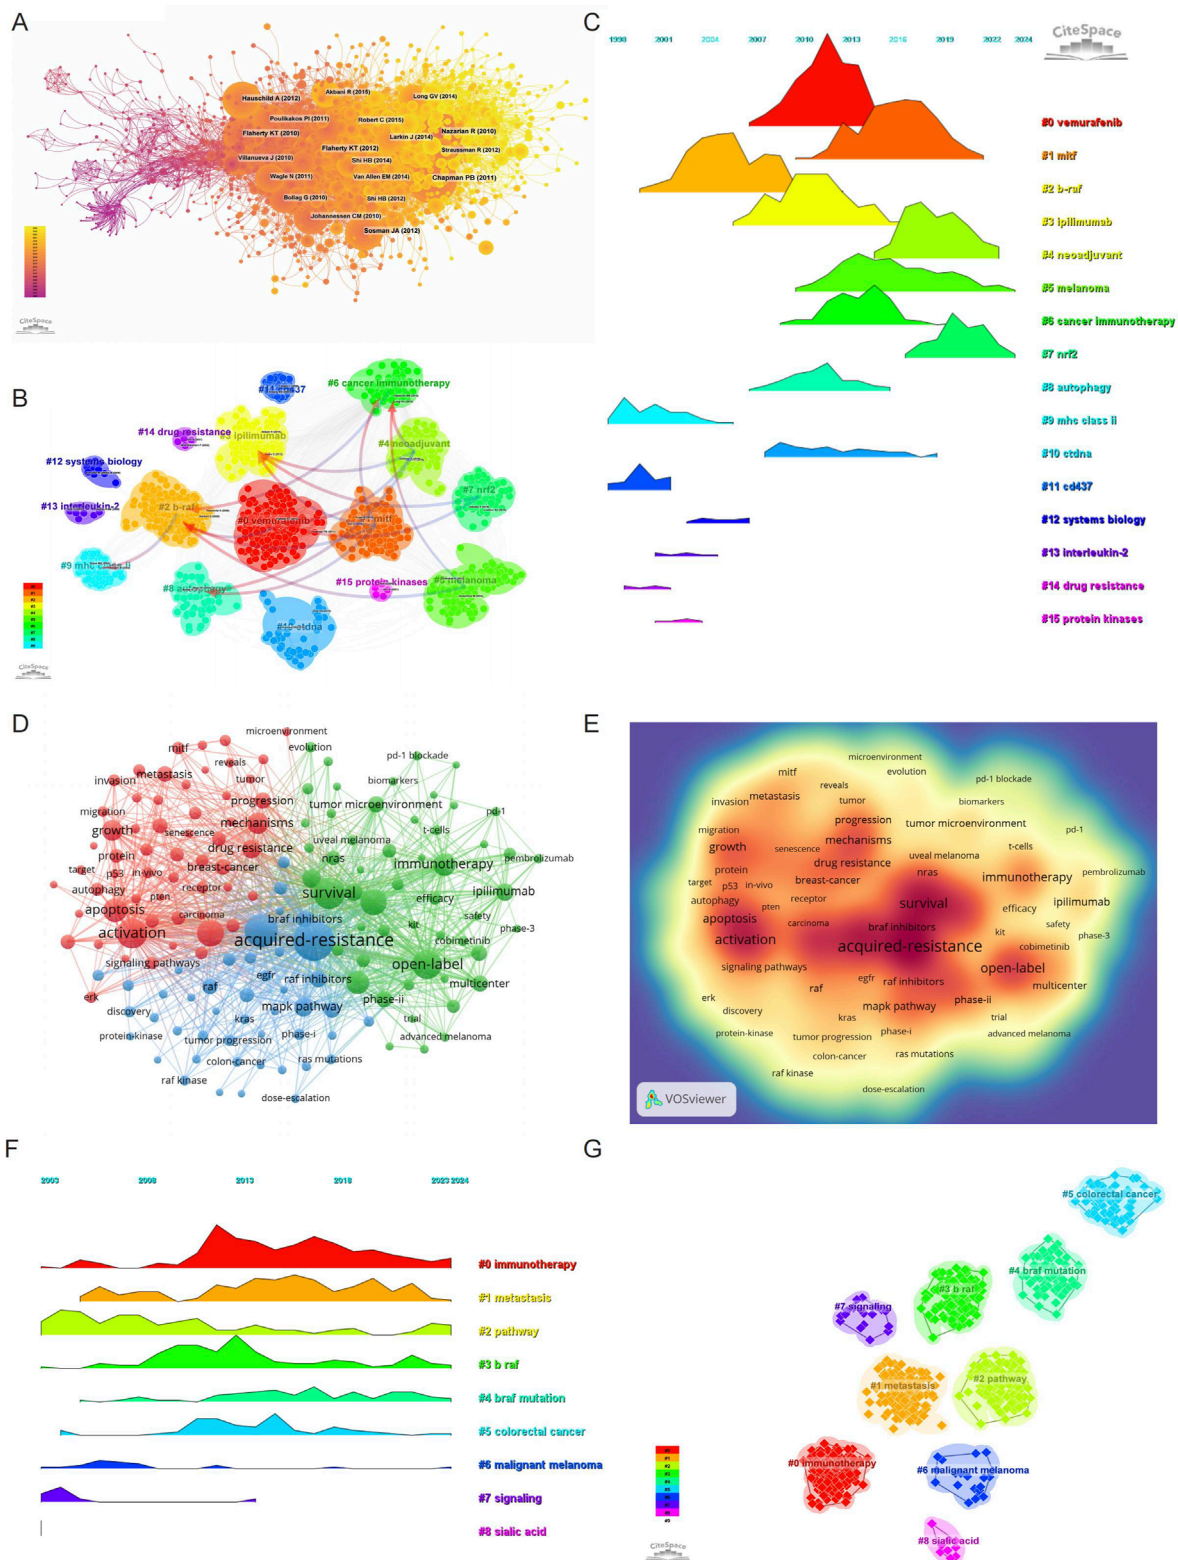 A
Hauschild A (2012)
Akbani R (2015)
Long GV (2014)
Poulikakos PI (2011)
Robert C (2015)
Flaherty KT (2010)
Larkin J (2014)
Nazarian R (2010)
Flaherty KT (2012)
Straussman R (2012)
Villanueva J (2010)
Shi HB (2014)
Wagle N (2011)
Van Allen EM (2014)
Chapman PB (2011)
Bollag G (2010)
Shi HB (2012)
Johannessen CM (2010)
Sosman JA (2012)
CiteSpace
B
#6 cancer immunotherapy
#11 cd437
#14 drug resistance
#3 ipilimumab
#4 neoadjuvant
#12 systems biology
#7 nrf2
#13 interleukin-2
#2 b-raf
#0 vemurafenib
#1 mitf
#9 mhc class ii
#8 autophagy
#15 protein kinases
#5 melanoma
#10 ctdna
CiteSpace
C
1998 2001 2004 2007 2010 2013 2016 2019 2022 2024
CiteSpace
#0 vemurafenib
#1 mitf
#2 b-raf
#3 ipilimumab
#4 neoadjuvant
#5 melanoma
#6 cancer immunotherapy
#7 nrf2
#8 autophagy
#9 mhc class ii
#10 ctdna
#11 cd437
#12 systems biology
#13 interleukin-2
#14 drug resistance
#15 protein kinases
D
microenvironment
mitf
evolution
pd-1 blockade
reveals
invasion
metastasis
tumor
biomarkers
migration
progression
tumor microenvironment
pd-1
growth
senescence
mechanisms
t-cells
uveal melanoma
protein
drug resistance
nras
immunotherapy
pembrolizumab
target
p53
in-vivo
breast-cancer
autophagy
pten
receptor
survival
efficacy
ipilimumab
apoptosis
carcinoma
braf inhibitors
kit
safety
activation
acquired-resistance
cobimetinib
phase-3
signaling pathways
egfr
raf inhibitors
open-label
erk
raf
multicenter
discovery
mapk pathway
phase-ii
kras
trial
protein-kinase
tumor progression
phase-i
advanced melanoma
colon-cancer
ras mutations
raf kinase
dose-escalation
E
microenvironment
mitf
evolution
pd-1 blockade
reveals
invasion
metastasis
tumor
biomarkers
migration
progression
tumor microenvironment
pd-1
growth
senescence
mechanisms
t-cells
uveal melanoma
protein
drug resistance
nras
immunotherapy
pembrolizumab
target
p53
in-vivo
breast-cancer
autophagy
pten
receptor
survival
efficacy
ipilimumab
apoptosis
carcinoma
braf inhibitors
kit
safety
activation
acquired-resistance
cobimetinib
phase-3
signaling pathways
egfr
raf inhibitors
open-label
erk
raf
multicenter
discovery
mapk pathway
phase-ii
kras
trial
protein-kinase
tumor progression
phase-i
advanced melanoma
colon-cancer
ras mutations
raf kinase
dose-escalation
VOSviewer
F
2003 2008 2013 2018 2023 2024
#0 immunotherapy
#1 metastasis
#2 pathway
#3 b raf
#4 braf mutation
#5 colorectal cancer
#6 malignant melanoma
#7 signaling
#8 sialic acid
G
#5 colorectal cancer
#4 braf mutation
#3 b raf
#7 signaling
#1 metastasis
#2 pathway
#0 immunotherapy
#6 malignant melanoma
#8 sialic acid
CiteSpace